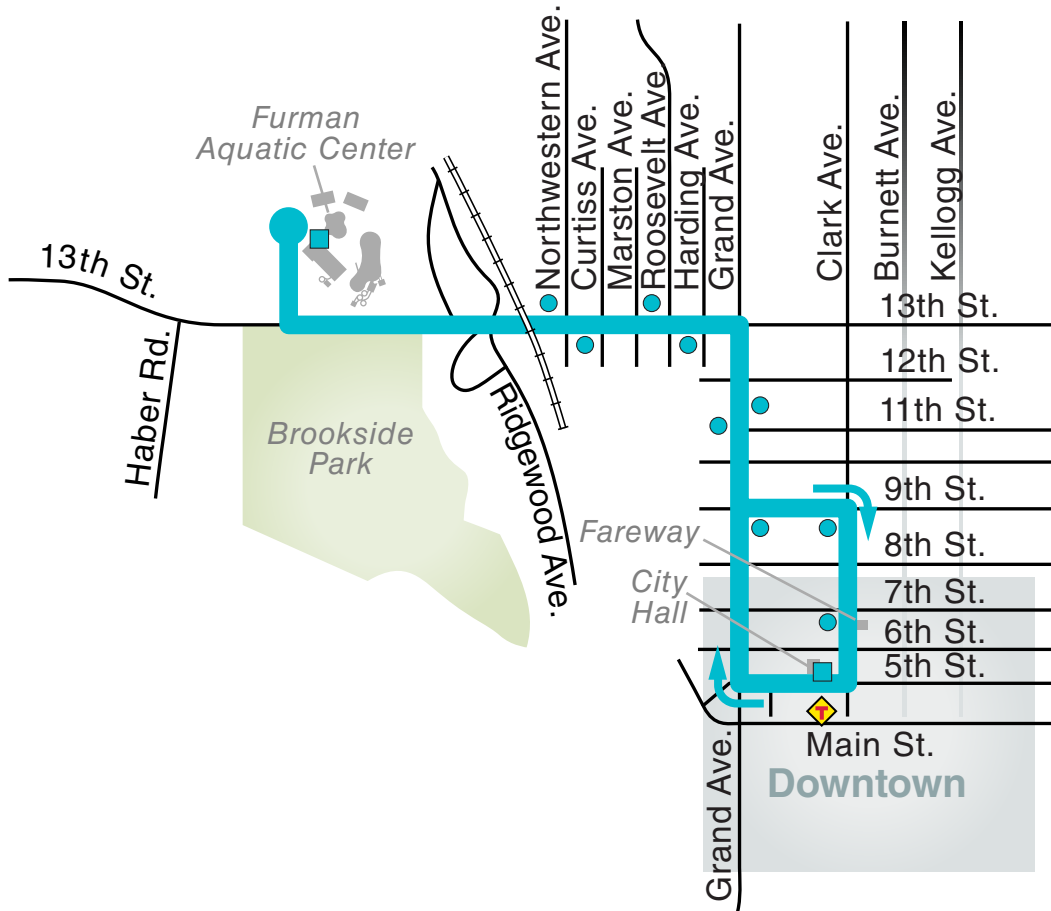 Furman
Aquatic Center
Northwestern Ave.
Curtiss Ave.
Marston Ave.
Roosevelt Ave
Harding Ave.
Grand Ave.
Clark Ave.
Burnett Ave.
Kellogg Ave.
13th St.
Haber Rd.
Brookside
Park
Ridgewood Ave.
13th St.
12th St.
11th St.
9th St.
8th St.
7th St.
6th St.
5th St.
Fareway
City
Hall
T
Main St.
Downtown
Grand Ave.